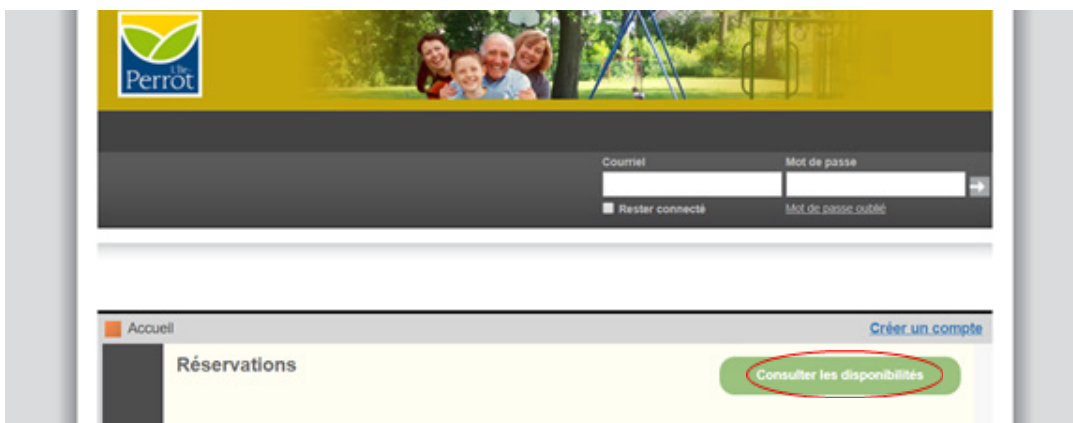 L'Île-
Perrot
Courriel Mot de passe
Rester connecté Mot de passe oublié
Accueil Créer un compte
Réservations
Consulter les disponibilités